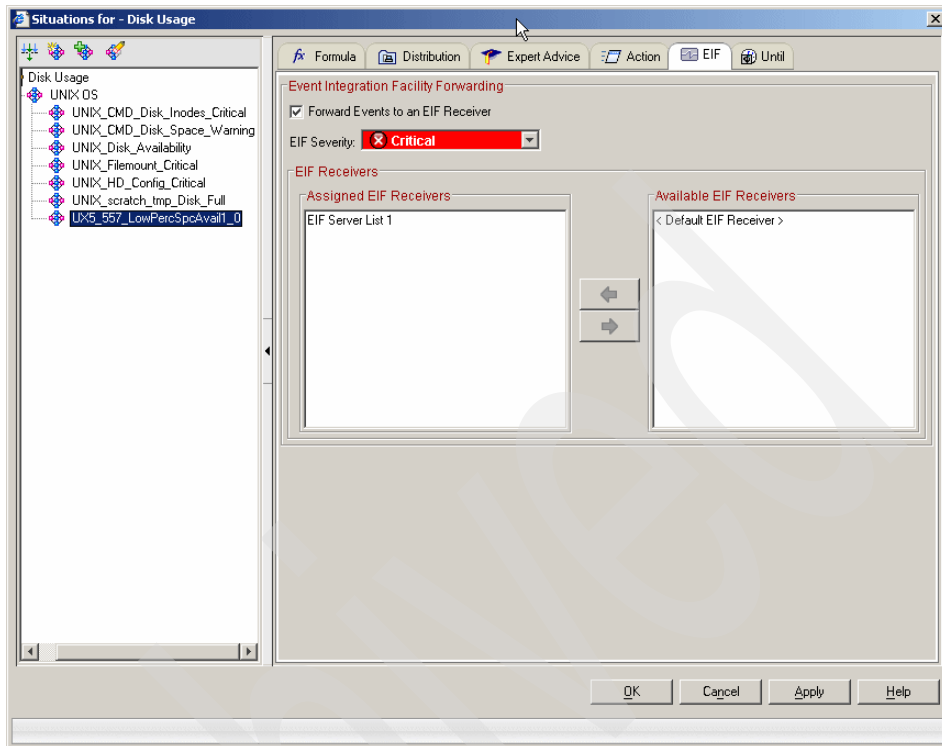 Situations for - Disk Usage
Formula
Distribution
Expert Advice
Action
EIF
Until
Disk Usage
UNIX OS
UNIX_CMD_Disk_Inodes_Critical
UNIX_CMD_Disk_Space_Warning
UNIX_Disk_Availability
UNIX_Filemount_Critical
UNIX_HD_Config_Critical
UNIX_scratch_tmp_Disk_Full
UX5_557_LowPercSpcAvail1_0
Event Integration Facility Forwarding
Forward Events to an EIF Receiver
EIF Severity: Critical
EIF Receivers
Assigned EIF Receivers
EIF Server List 1
Available EIF Receivers
< Default EIF Receiver >
OK
Cancel
Apply
Help